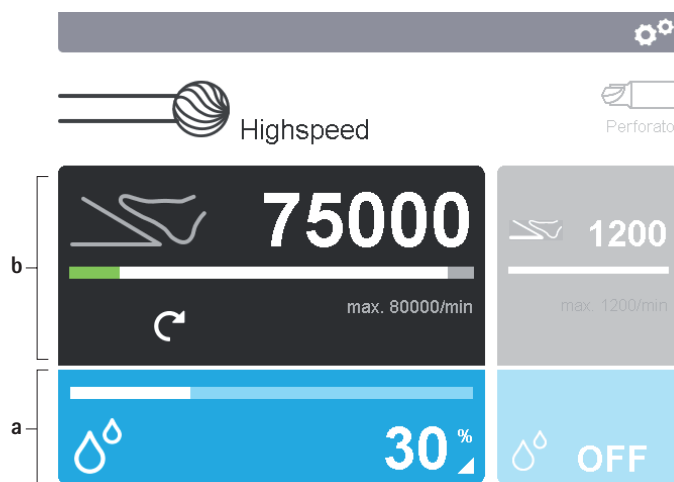 Highspeed
Perforato
b
75000
1200
max. 80000/min
max. 1200/min
a
30 %
OFF